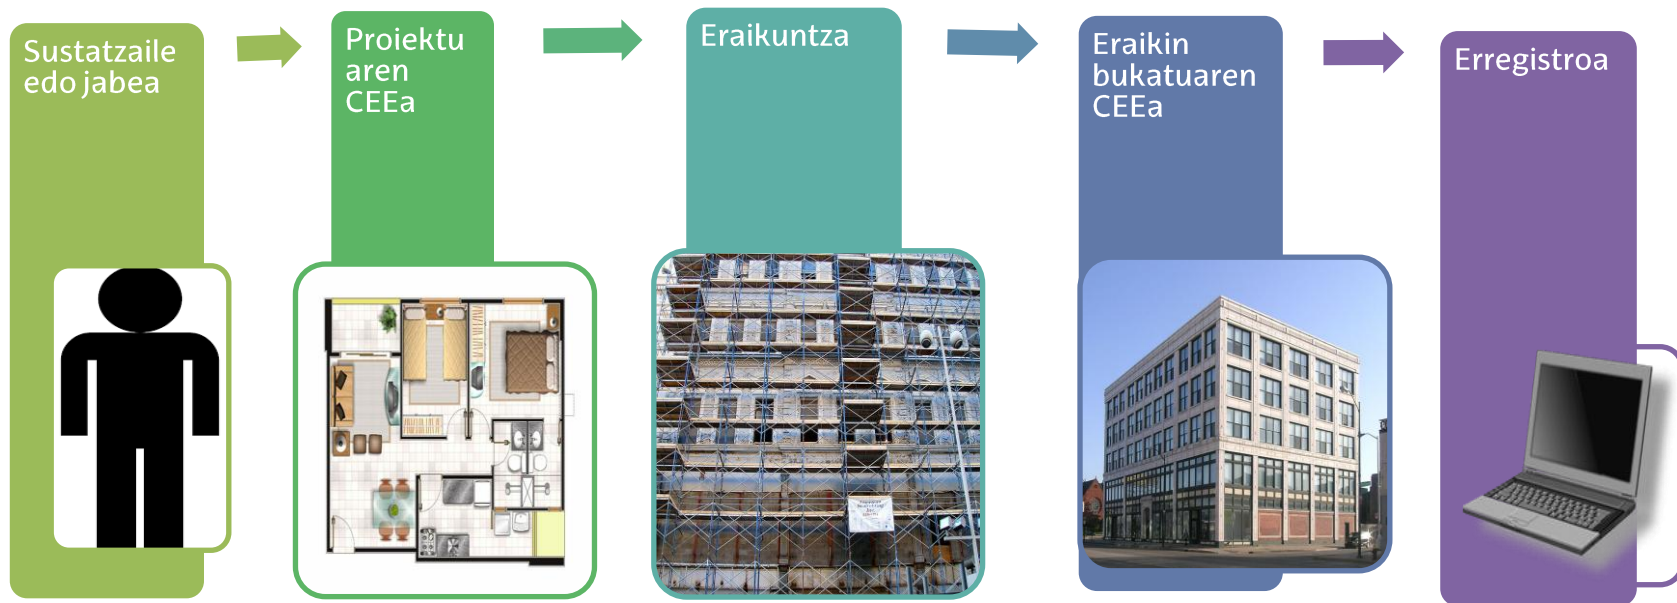 Sustatzaile
edo jabea
Proiektu
aren
CEEa
Eraikuntza
Eraikin
bukatuaren
CEEa
Erregistroa